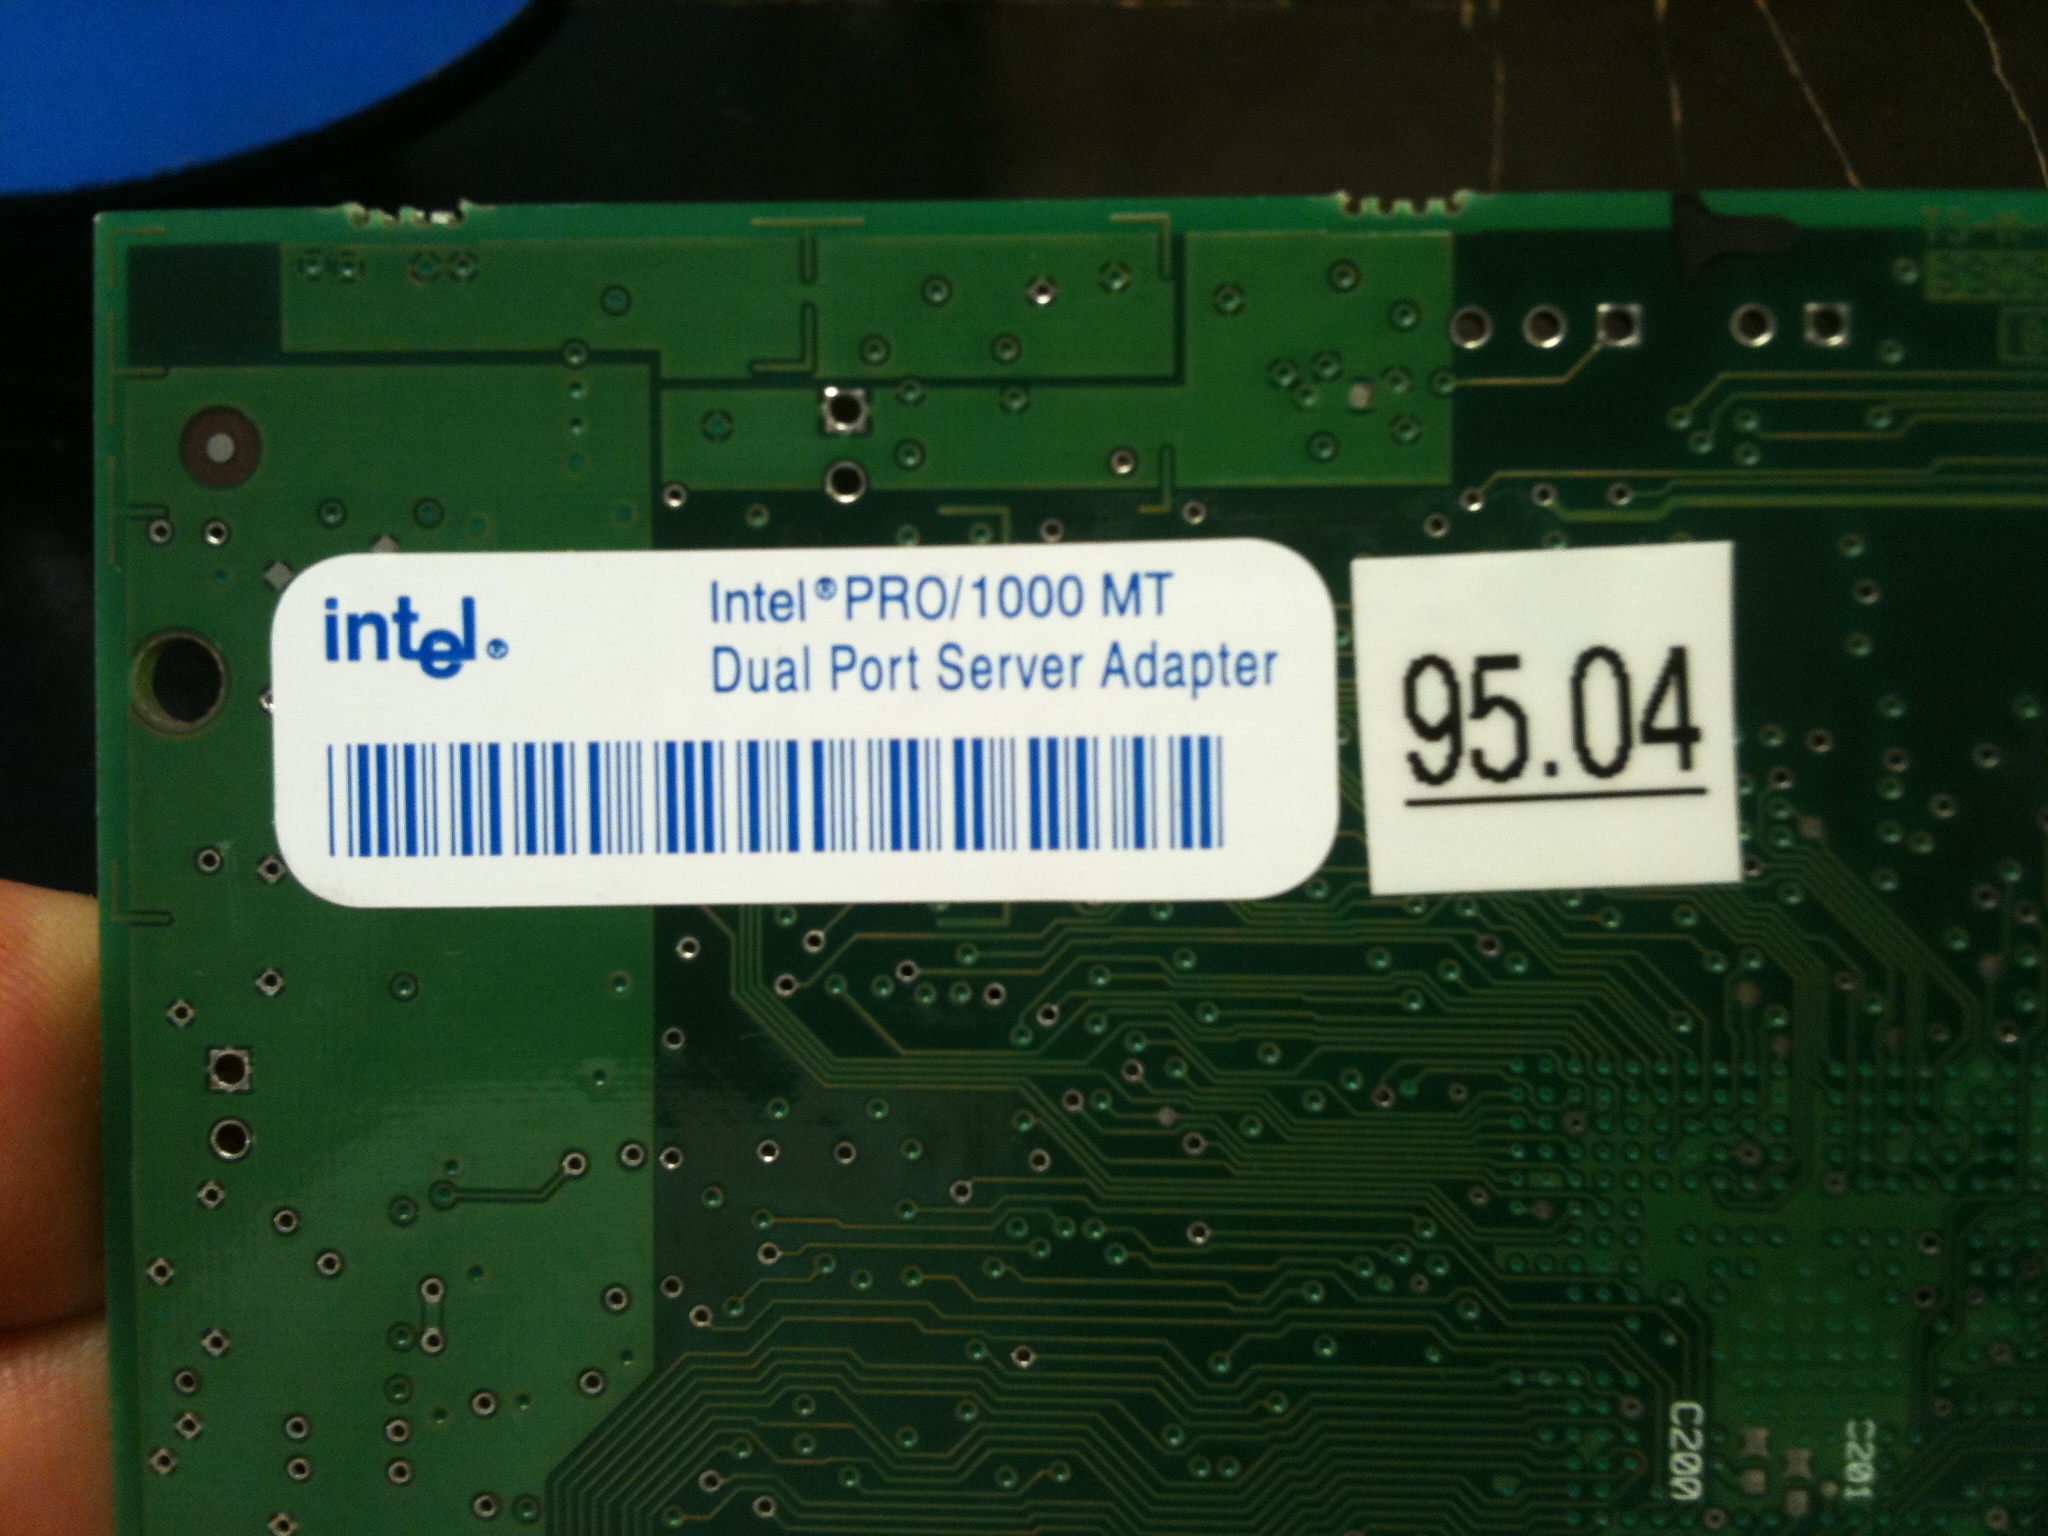 intel®
Intel® PRO/1000 MT
Dual Port Server Adapter
95.04
C200
C201